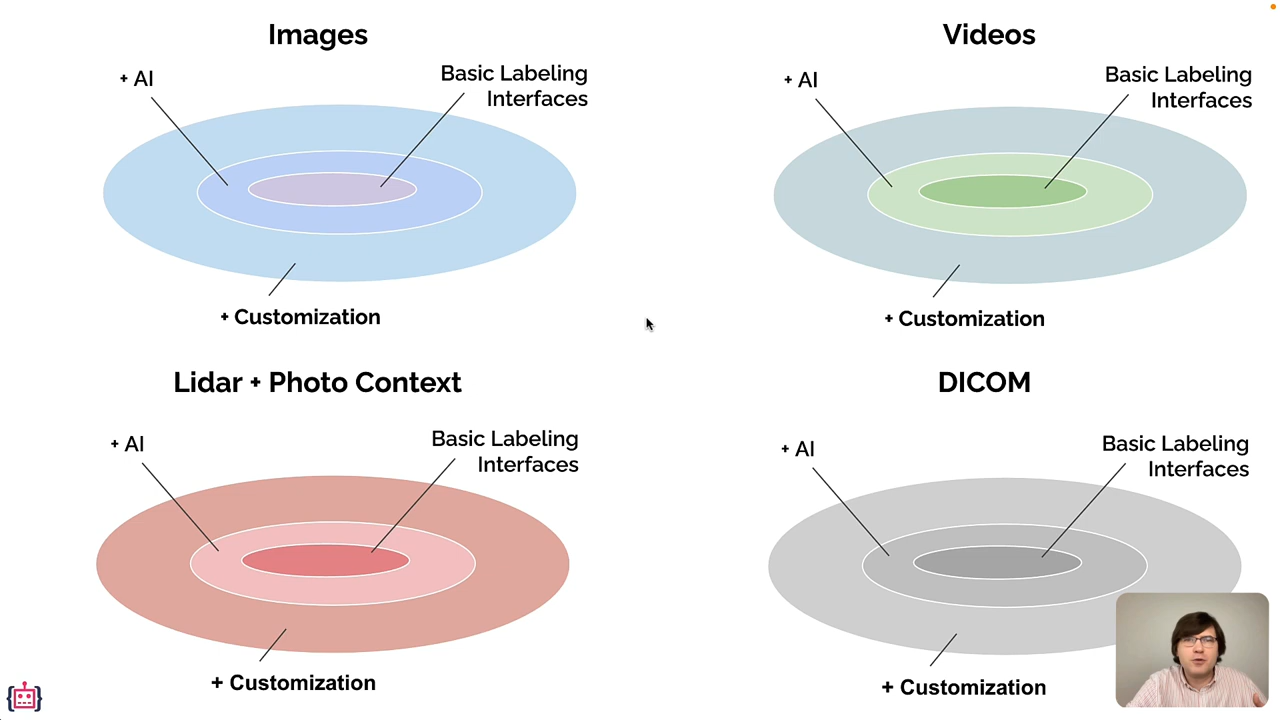 Images
+ AI
Basic Labeling
Interfaces
+ Customization
Videos
+ AI
Basic Labeling
Interfaces
+ Customization
Lidar + Photo Context
+ AI
Basic Labeling
Interfaces
+ Customization
DICOM
+ AI
Basic Labeling
Interfaces
+ Customization